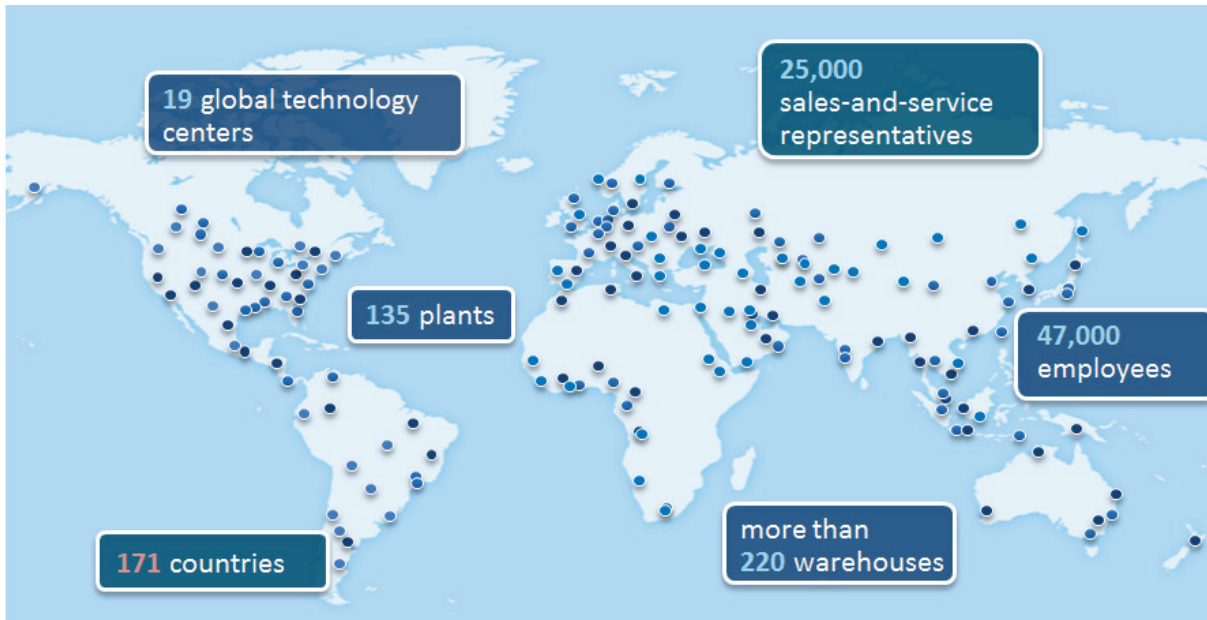 19 global technology
centers
25,000
sales-and-service
representatives
135 plants
47,000
employees
more than
220 warehouses
171 countries